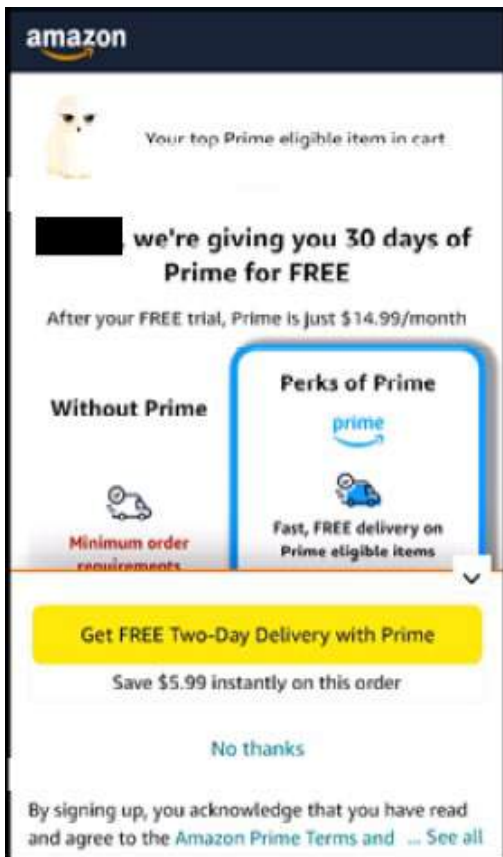 amazon
Your top Prime eligible item in cart
, we're giving you 30 days of
Prime for FREE
After your FREE trial, Prime is just $14.99/month
Without Prime
Minimum order
requirements
Perks of Prime
prime
Fast, FREE delivery on
Prime eligible items
Get FREE Two-Day Delivery with Prime
Save $5.99 instantly on this order
No thanks
By signing up, you acknowledge that you have read
and agree to the Amazon Prime Terms and ... See all